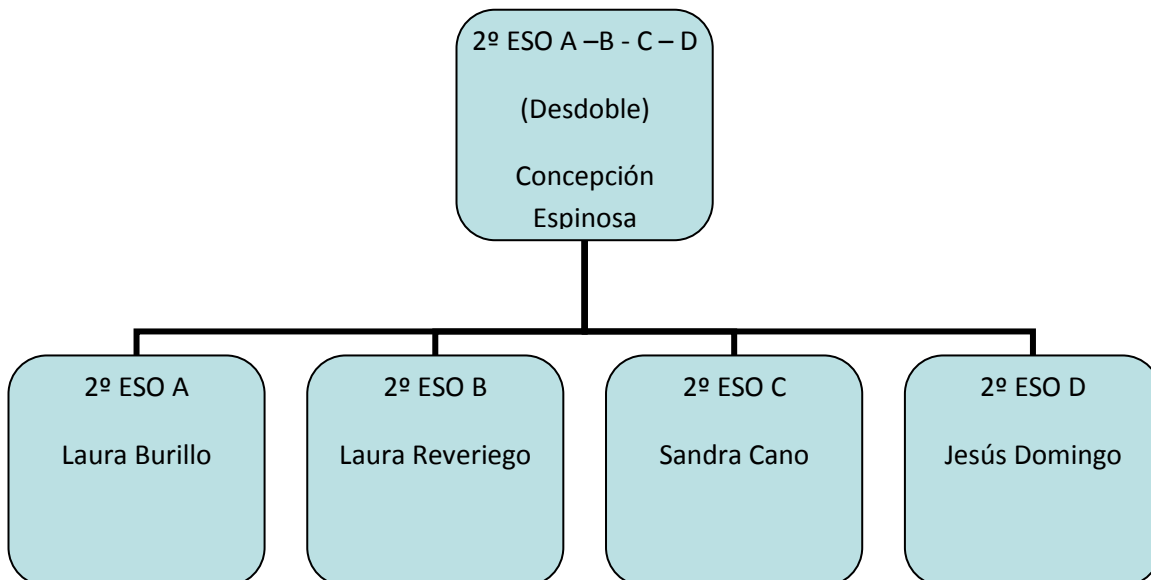 2º ESO A –B - C – D
(Desdoble)
Concepción
Espinosa
2º ESO A
Laura Burillo
2º ESO B
Laura Reveriego
2º ESO C
Sandra Cano
2º ESO D
Jesús Domingo